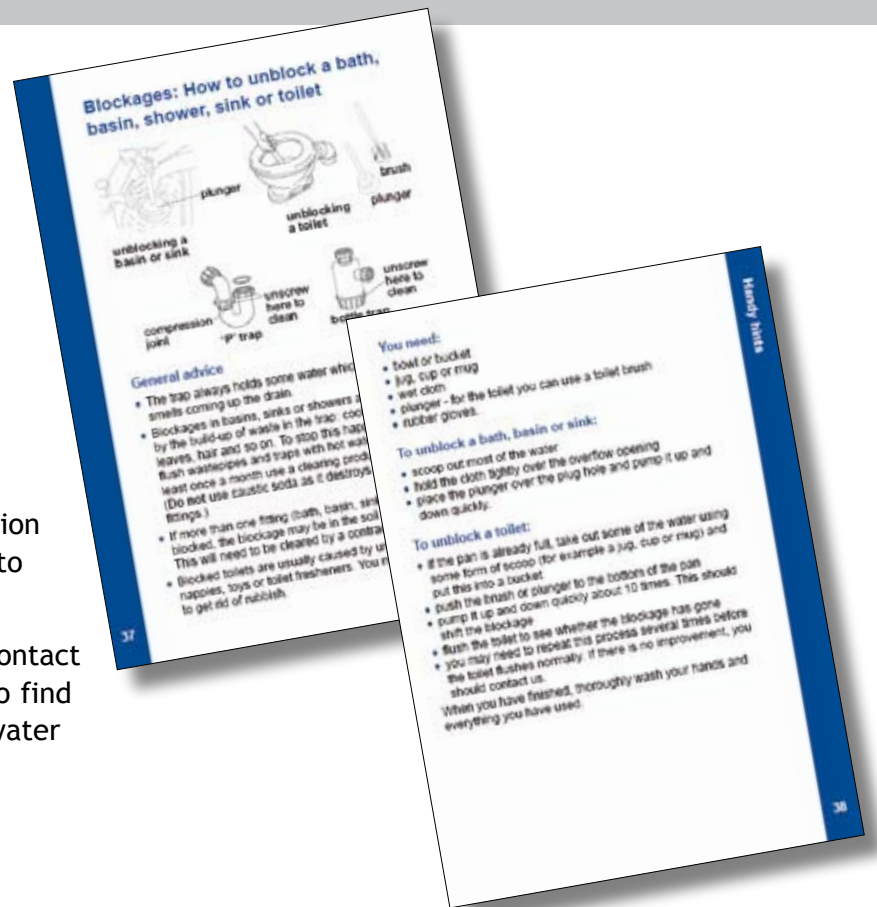 Blockages: How to unblock a bath,
basin, shower, sink or toilet
plunger
unblocking a
basin or sink
unblocking
a toilet
brush
plunger
compression
joint
unscrew
here to
clean
'P' trap
unscrew
here to
clean
bottle trap
General advice
• The trap always holds some water
smells coming up the drain.
• Blockages in basins, sinks or showers
by the build-up of waste in the trap:
leaves, hair and so on. To stop this
flush wastepipes and traps with hot
least once a month use a clearing
(Do not use caustic soda as it destroys
fittings.)
• If more than one fitting (bath, basin,
blocked, the blockage may be in the soil
This will need to be cleared by a
• Blocked toilets are usually caused by
nappies, toys or toilet fresheners. You
to get rid of rubbish.
37
Handy hints
You need:
• bowl or bucket
• jug, cup or mug
• wet cloth
• plunger - for the toilet you can use a toilet brush
• rubber gloves.
To unblock a bath, basin or sink:
• scoop out most of the water
• hold the cloth tightly over the overflow opening
• place the plunger over the plug hole and pump it up and
down quickly.
To unblock a toilet:
• If the pan is already full, take out some of the water using
some form of scoop (for example a jug, cup or mug) and
put this into a bucket
• push the brush or plunger to the bottom of the pan
• pump it up and down quickly about 10 times. This should
shift the blockage
• flush the toilet to see whether the blockage has gone
• you may need to repeat this process several times before
the toilet flushes normally. If there is no improvement, you
should contact us.
When you have finished, thoroughly wash your hands and
everything you have used.
38
to
find